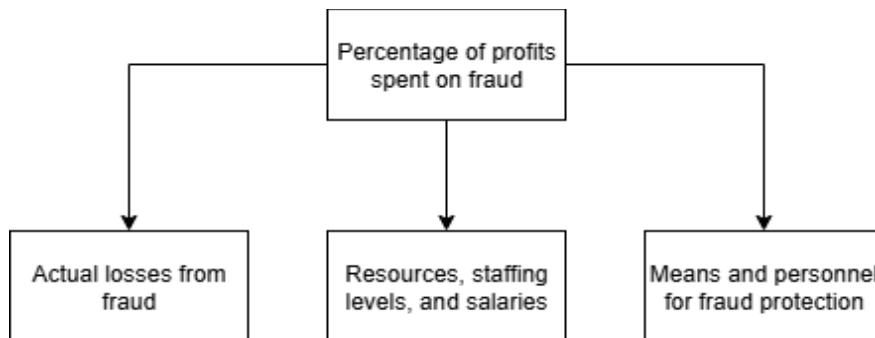 Percentage of profits
spent on fraud
Actual losses from
fraud
Resources, staffing
levels, and salaries
Means and personnel
for fraud protection